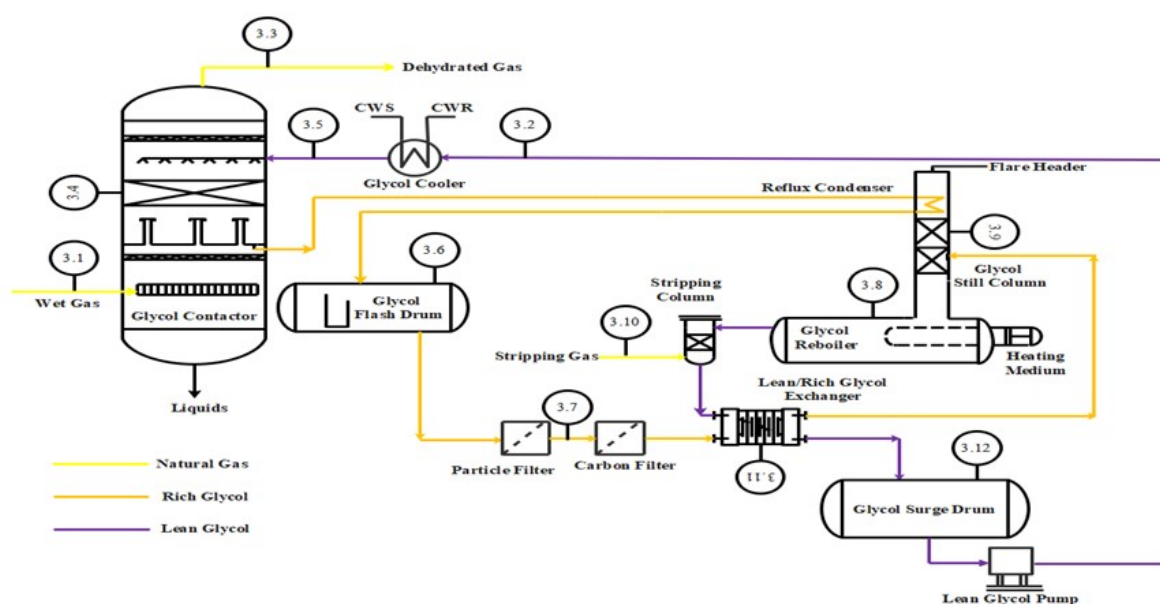 3.3
Dehydrated Gas
CWS
CWR
3.5
3.2
Glycol Cooler
Flare Header
Reflux Condenser
3.4
3.9
3.1
3.6
Glycol
Still Column
Wet Gas
Glycol Contactor
Glycol
Flash Drum
Stripping
Column
3.8
3.10
Glycol
Reboiler
Stripping Gas
Heating
Medium
Lean/Rich Glycol
Exchanger
Liquids
3.7
Natural Gas
Particle Filter
Carbon Filter
3.11
3.12
Rich Glycol
Glycol Surge Drum
Lean Glycol
Lean Glycol Pump